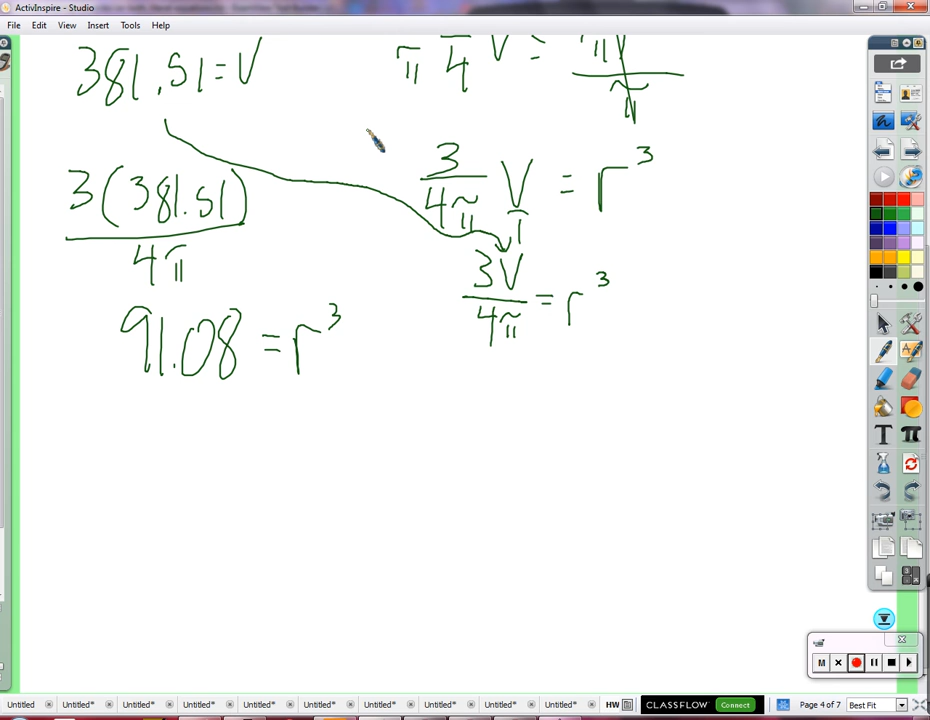 ActivInspire - Studio
File Edit View Insert Tools Help
381.51 = V
π 4 V =
π
3(381.51)
4π
91.08 = r³
3
4π V = r³
1
3V
4π = r³
M
Untitled Untitled* Untitled* Untitled* Untitled* Untitled* Untitled* Untitled* Untitled* Untitled* HW CLASSFLOW Connect Page 4 of 7 Best Fit